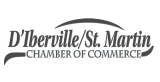 D'Iberville/St. Martin
CHAMBER OF COMMERCE